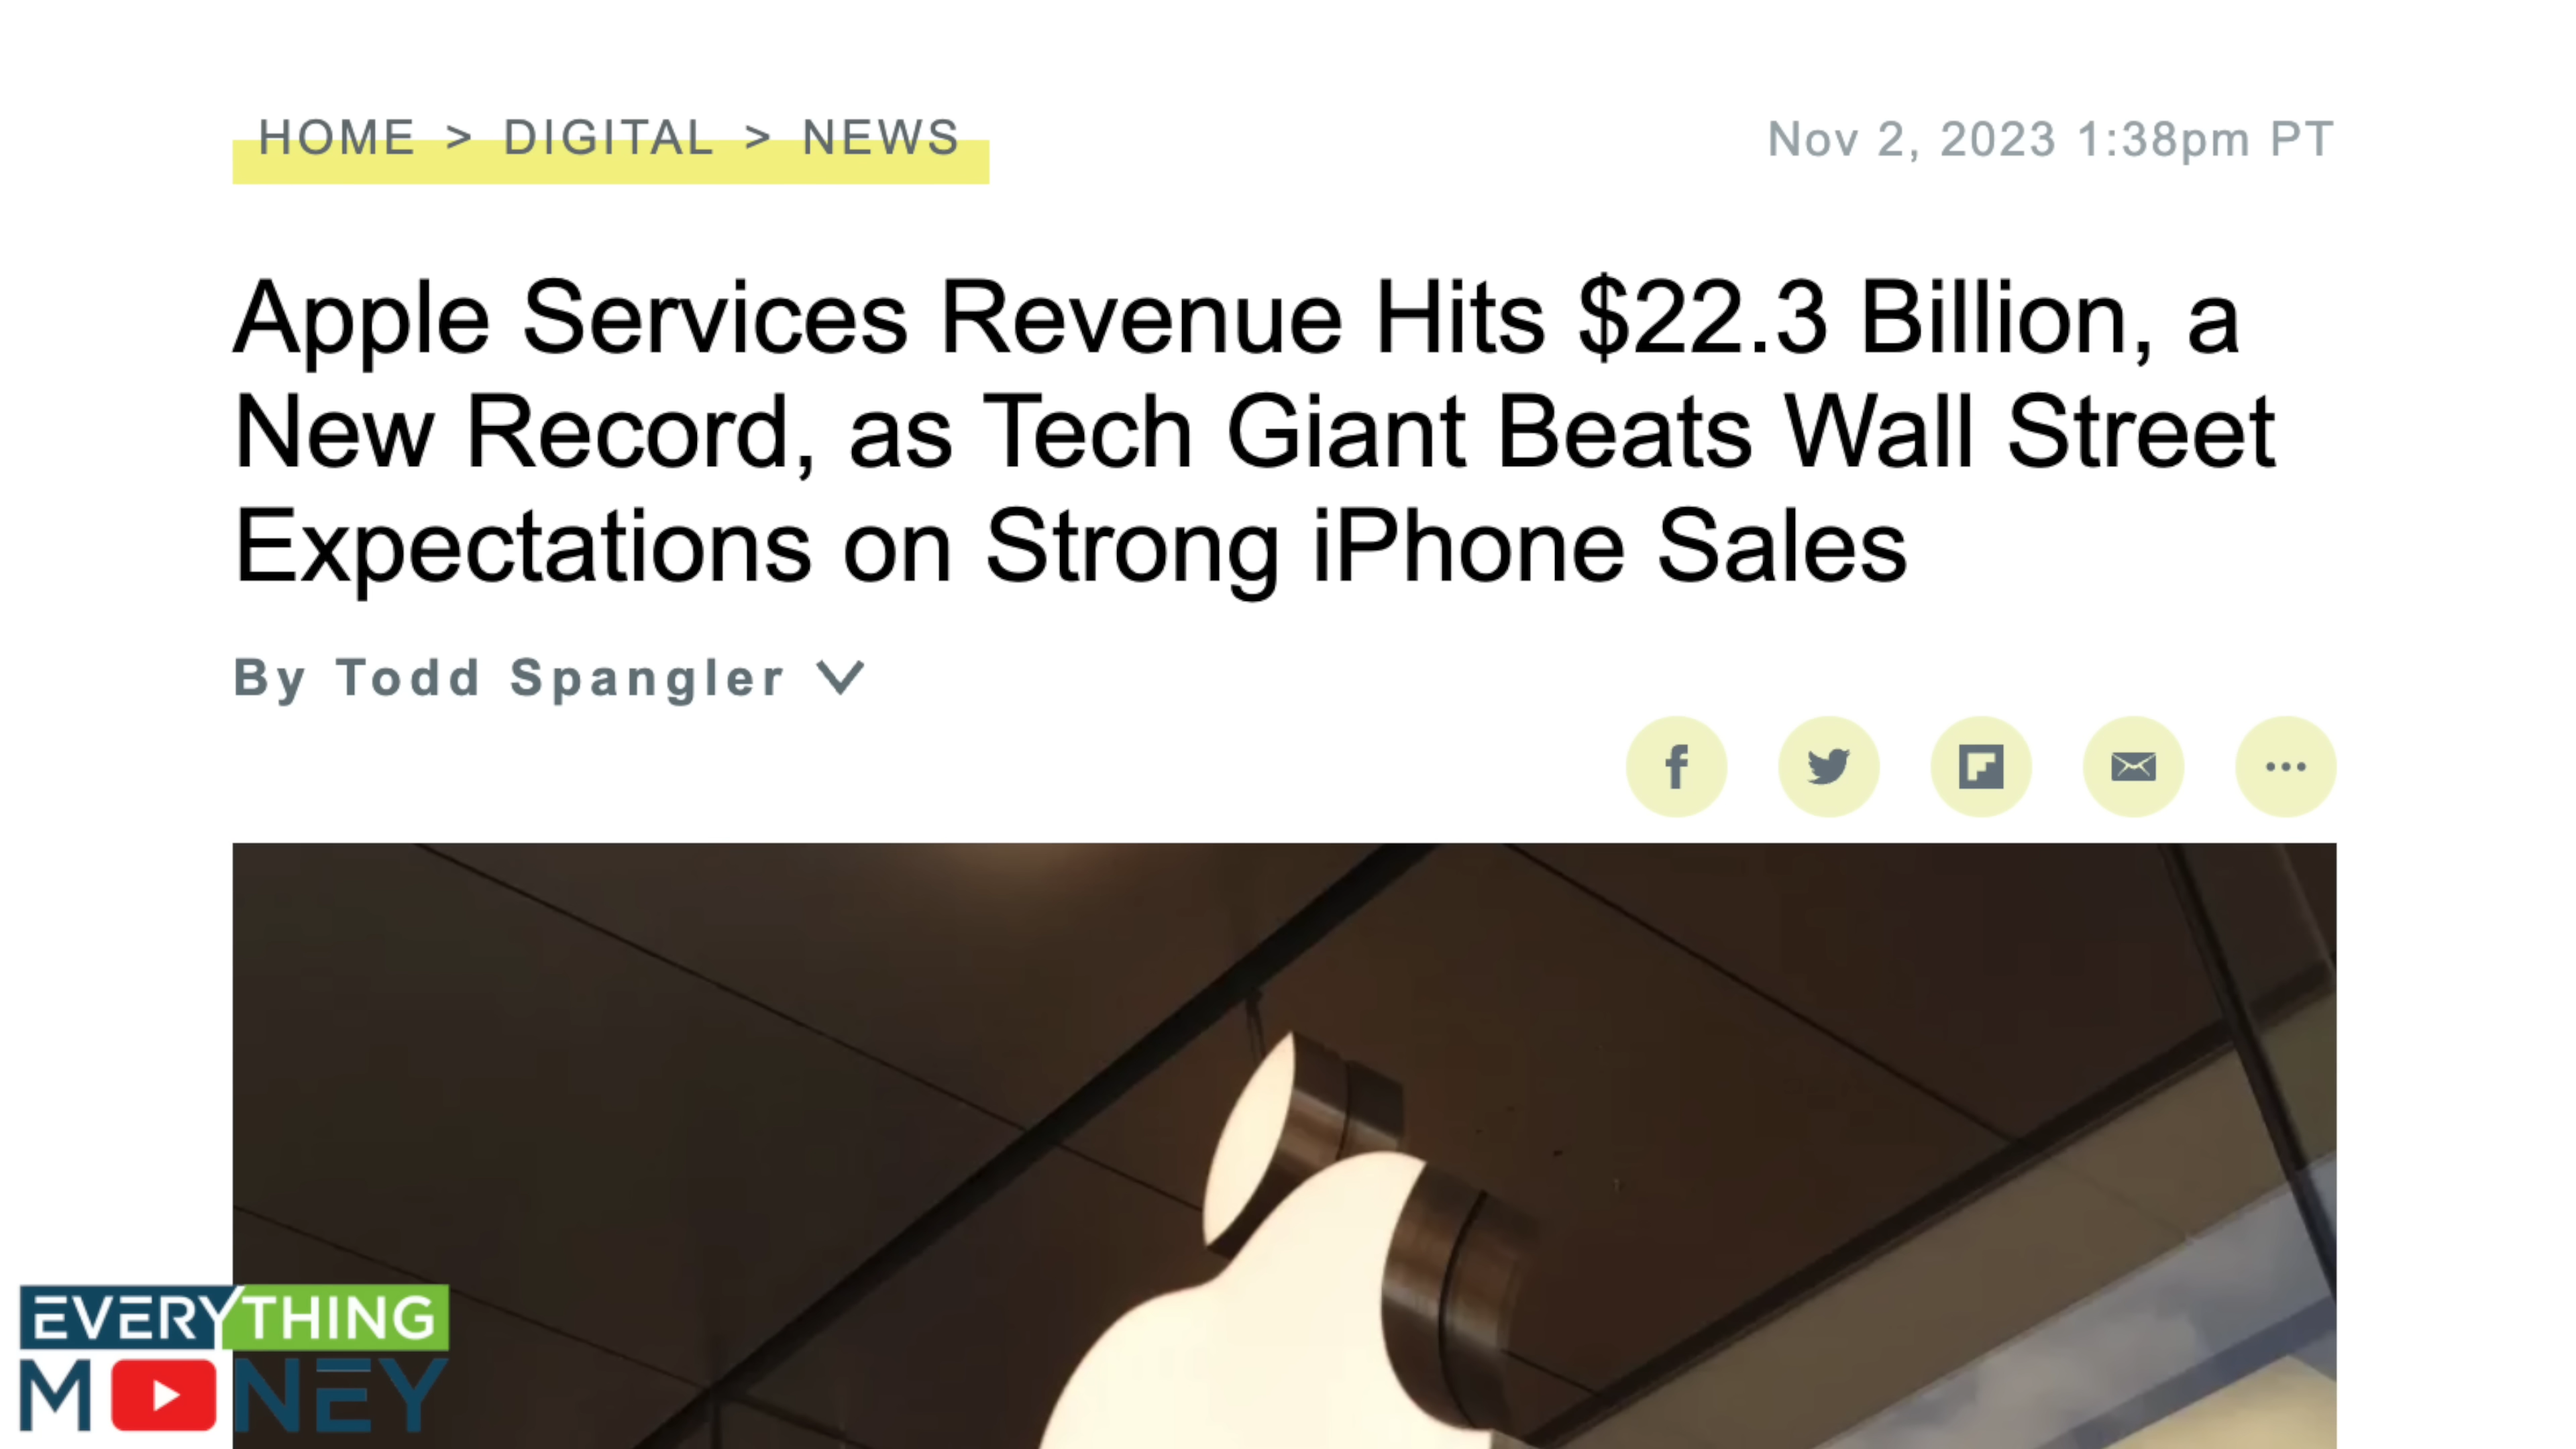 HOME > DIGITAL > NEWS
Nov 2, 2023 1:38pm PT
Apple Services Revenue Hits $22.3 Billion, a
New Record, as Tech Giant Beats Wall Street
Expectations on Strong iPhone Sales
By Todd Spangler
EVERYTHING
MONEY